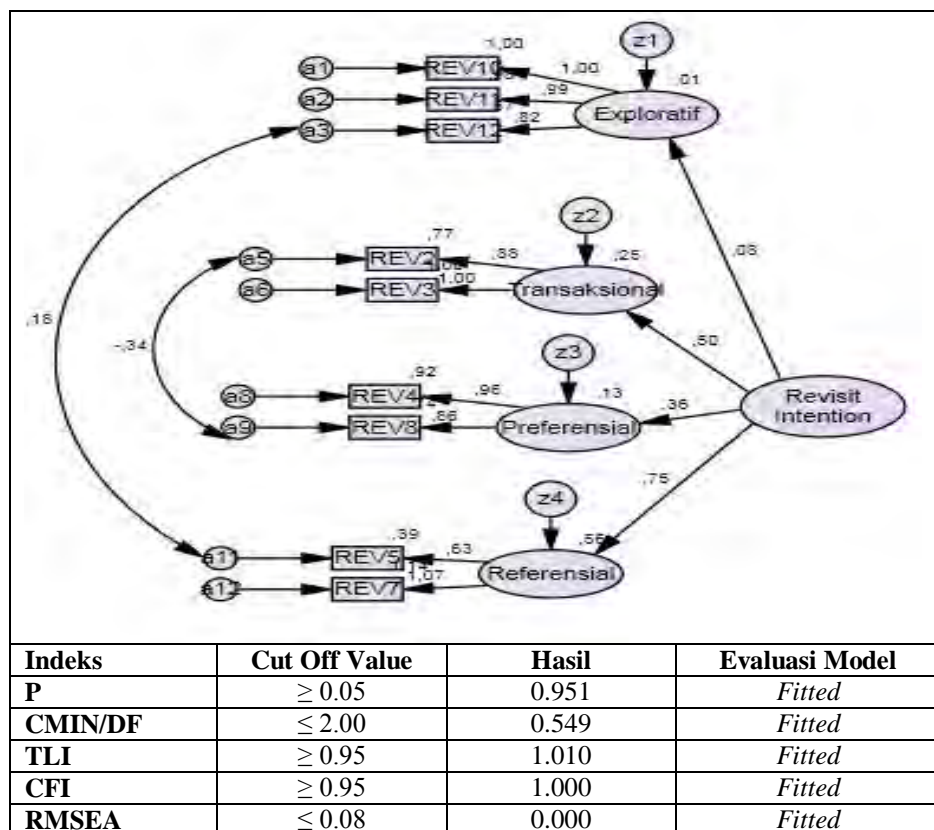 z1
1,00
a1 REV10 1,00 ,01
a2 REV11 ,99 Exploratif
a3 REV12 ,82
z2
,08
,77
a5 REV2 ,88 ,25
a6 REV3 1,00 Transaksional
,18
-,34
z3
,50
,92
a8 REV4 ,96 ,13 ,36 Revisit
a9 REV8 ,86 Preferensial Intention
z4 ,75
,39
a11 REV5 ,63 ,56
a12 REV7 1,07 Referensial
Indeks Cut Off Value Hasil Evaluasi Model
P ≥ 0.05 0.951 Fitted
CMIN/DF ≤ 2.00 0.549 Fitted
TLI ≥ 0.95 1.010 Fitted
CFI ≥ 0.95 1.000 Fitted
RMSEA ≤ 0.08 0.000 Fitted